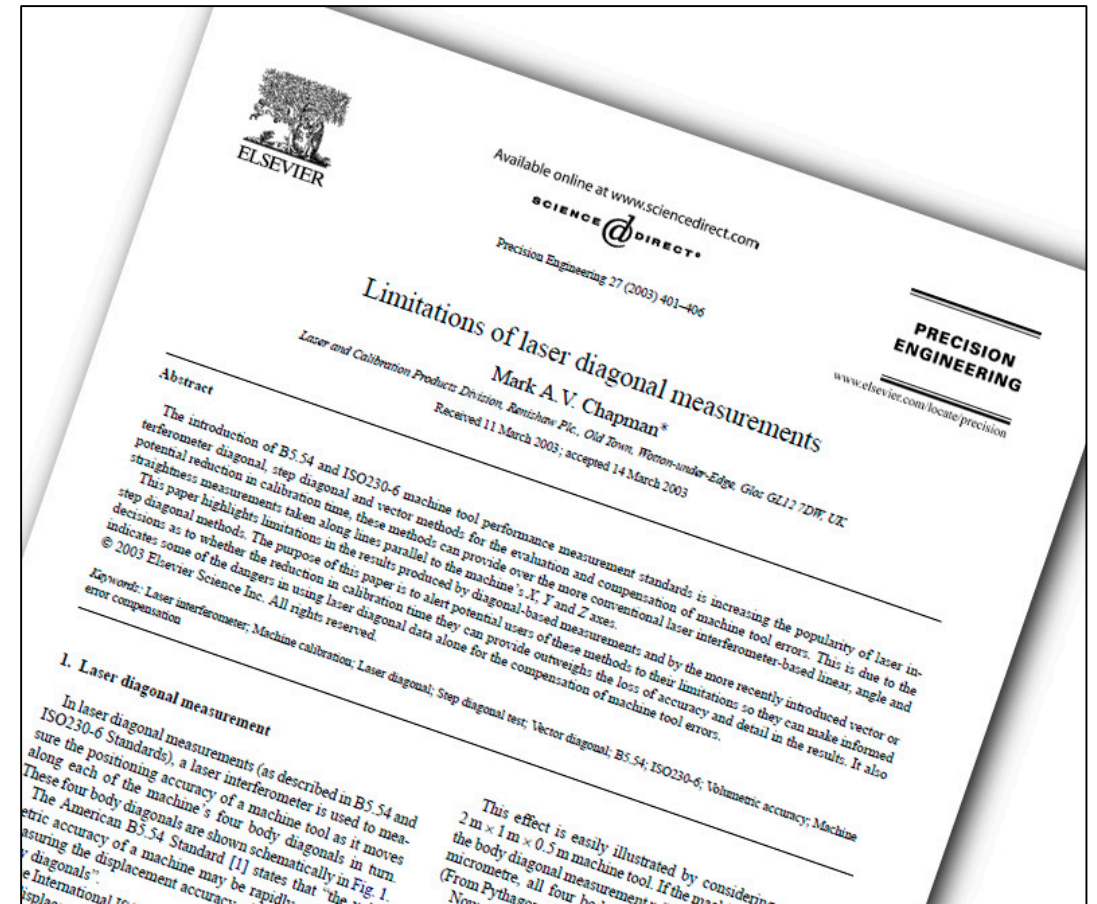 ELSEVIER
Available online at www.sciencedirect.com
SCIENCE DIRECT®
Precision Engineering 27 (2003) 401–406
PRECISION
ENGINEERING
www.elsevier.com/locate/precision
Limitations of laser diagonal measurements
Mark A.V. Chapman*
Laser and Calibration Products Division, Renishaw Plc., Old Town, Wotton-under-Edge, Glos GL12 7DW, UK
Received 11 March 2003; accepted 14 March 2003
Abstract
The introduction of B5.54 and ISO230-6 machine tool performance measurement standards is increasing the popularity of laser in-
terferometer diagonal, step diagonal and vector methods for the evaluation and compensation of machine tool errors. This is due to the
potential reduction in calibration time, these methods can provide over the more conventional laser interferometer-based linear, angle and
straightness measurements taken along lines parallel to the machine's X, Y and Z axes.
This paper highlights limitations in the results produced by diagonal-based measurements and by the more recently introduced vector or
step diagonal methods. The purpose of this paper is to alert potential users of these methods to their limitations so they can make informed
decisions as to whether the reduction in calibration time they can provide outweighs the loss of accuracy and detail in the results. It also
indicates some of the dangers in using laser diagonal data alone for the compensation of machine tool errors.
© 2003 Elsevier Science Inc. All rights reserved.
Keywords: Laser interferometer; Machine calibration; Laser diagonal; Step diagonal test; Vector diagonal; B5.54; ISO230-6; Volumetric accuracy; Machine
error compensation
1. Laser diagonal measurement
In laser diagonal measurements (as described in B5.54 and
ISO230-6 Standards), a laser interferometer is used to mea-
sure the positioning accuracy of a machine tool as it moves
along each of the machine's four body diagonals in turn.
These four body diagonals are shown schematically in Fig. 1.
The American B5.54 Standard [1] states that "the
etric accuracy of a machine may be rapidly
asuring the displacement accuracy
diagonals".
e International
This effect is easily illustrated by considering
2 m × 1 m × 0.5 m machine tool. If the
the body diagonal measurement
micrometre, all four
(From